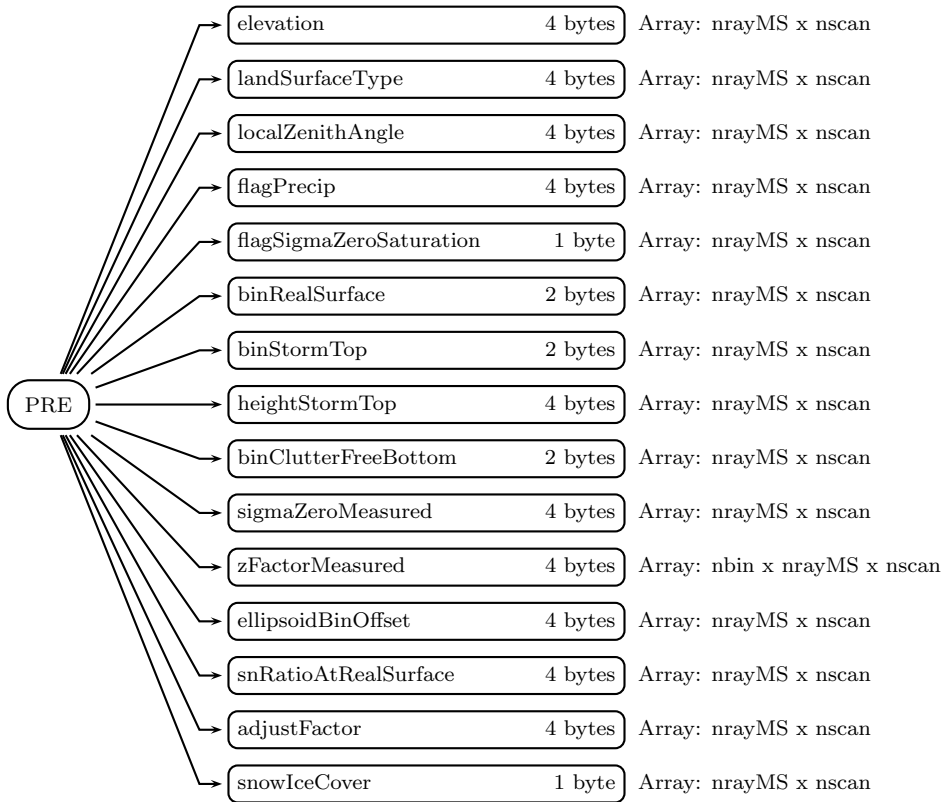 elevation 4 bytes Array: nrayMS x nscan
landSurfaceType 4 bytes Array: nrayMS x nscan
localZenithAngle 4 bytes Array: nrayMS x nscan
flagPrecip 4 bytes Array: nrayMS x nscan
flagSigmaZeroSaturation 1 byte Array: nrayMS x nscan
binRealSurface 2 bytes Array: nrayMS x nscan
binStormTop 2 bytes Array: nrayMS x nscan
PRE heightStormTop 4 bytes Array: nrayMS x nscan
binClutterFreeBottom 2 bytes Array: nrayMS x nscan
sigmaZeroMeasured 4 bytes Array: nrayMS x nscan
zFactorMeasured 4 bytes Array: nbin x nrayMS x nscan
ellipsoidBinOffset 4 bytes Array: nrayMS x nscan
snRatioAtRealSurface 4 bytes Array: nrayMS x nscan
adjustFactor 4 bytes Array: nrayMS x nscan
snowIceCover 1 byte Array: nrayMS x nscan